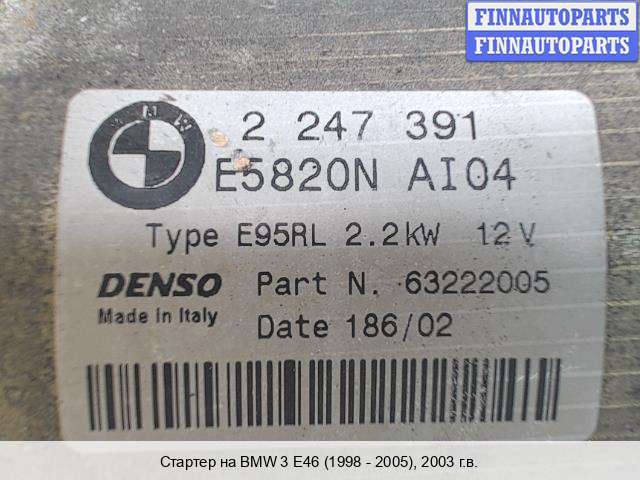 FINNAUTOPARTS
FINNAUTOPARTS
BMW
2 247 391
E5820N AI04
Type E95RL 2.2kW 12V
DENSO Part N. 63222005
Made in Italy Date 186/02
Стартер на BMW 3 E46 (1998 - 2005), 2003 г.в.